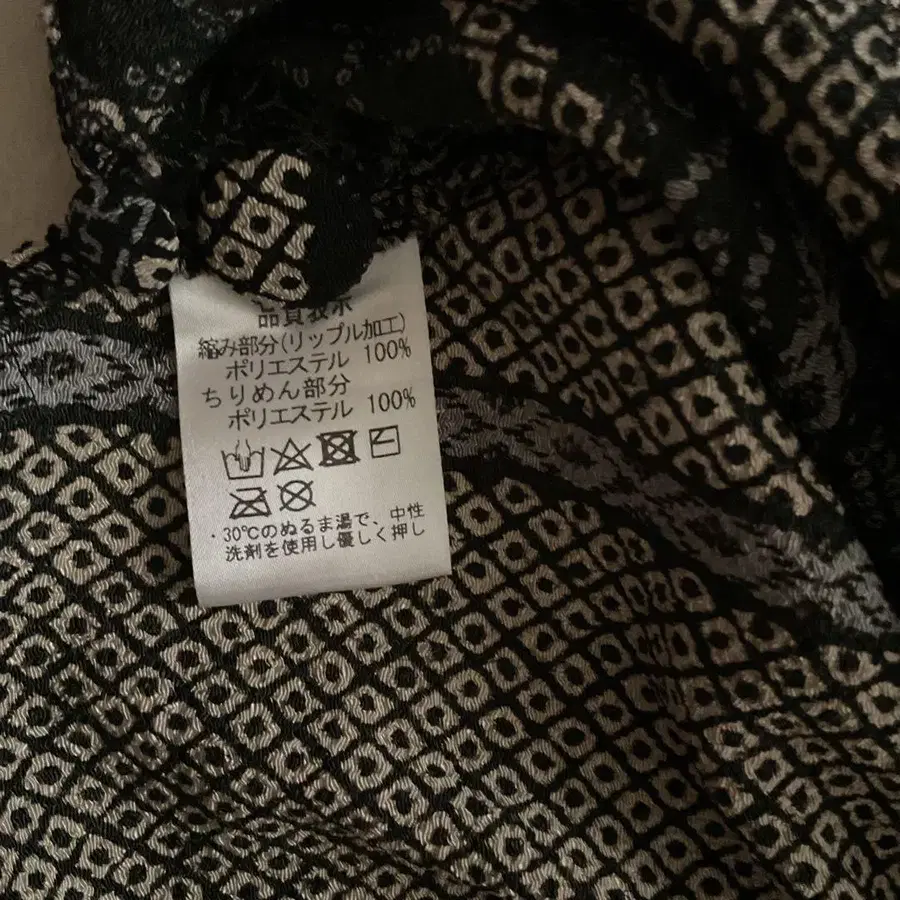 品質表示
縮み部分(リップル加工)
ポリエステル 100%
ちりめん部分
ポリエステル 100%
・30℃のぬるま湯で、中性
洗剤を使用し優しく押し